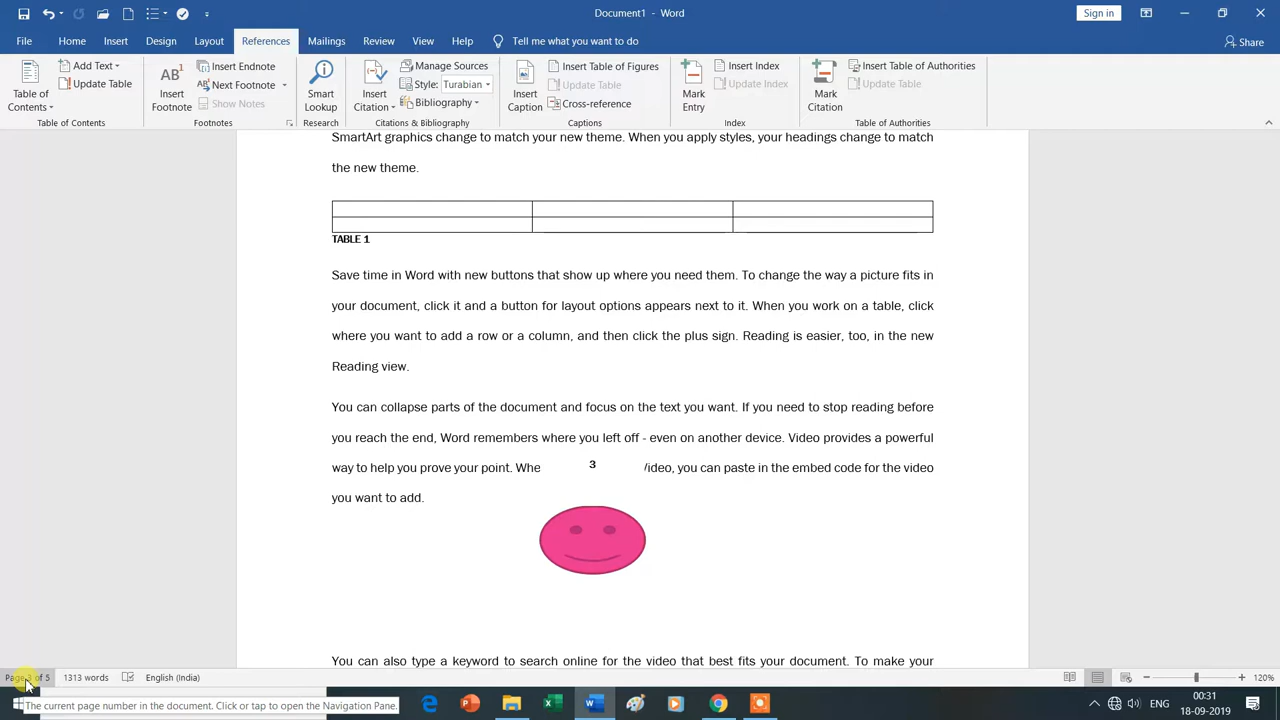 Document1 - Word
Sign in
File Home Insert Design Layout References Mailings Review View Help Tell me what you want to do Share
Table of Contents
Add Text
Update Table
Table of Contents
AB1
Insert Footnote
Insert Endnote
Next Footnote
Show Notes
Footnotes
Smart Lookup
Research
Insert Citation
Manage Sources
Style: Turabian
Bibliography
Citations & Bibliography
Insert Caption
Insert Table of Figures
Update Table
Cross-reference
Captions
Mark Entry
Insert Index
Update Index
Index
Mark Citation
Insert Table of Authorities
Update Table
Table of Authorities
SmartArt graphics change to match your new theme. When you apply styles, your headings change to match
the new theme.
TABLE 1
Save time in Word with new buttons that show up where you need them. To change the way a picture fits in
your document, click it and a button for layout options appears next to it. When you work on a table, click
where you want to add a row or a column, and then click the plus sign. Reading is easier, too, in the new
Reading view.
You can collapse parts of the document and focus on the text you want. If you need to stop reading before
you reach the end, Word remembers where you left off - even on another device. Video provides a powerful
way to help you prove your point. Whe 3 Video, you can paste in the embed code for the video
you want to add.
You can also type a keyword to search online for the video that best fits your document. To make your
Page of 5 1313 words English (India) 120%
The current page number in the document. Click or tap to open the Navigation Pane.
ENG
00:31
18-09-2019